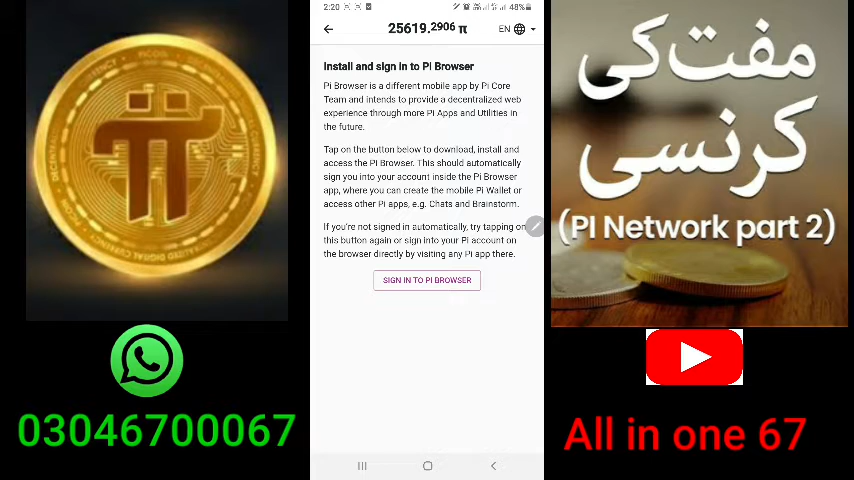 2:20
48%
25619.2906 π
EN
Install and sign in to Pi Browser
Pi Browser is a different mobile app by Pi Core
Team and intends to provide a decentralized web
experience through more Pi Apps and Utilities in
the future.
Tap on the button below to download, install and
access the Pi Browser. This should automatically
sign you into your account inside the Pi Browser
app, where you can create the mobile Pi Wallet or
access other Pi apps, e.g. Chats and Brainstorm.
If you're not signed in automatically, try tapping on
this button again or sign into your Pi account on
the browser directly by visiting any Pi app there.
SIGN IN TO PI BROWSER
مفت کی
کرنسی
(PI Network part 2)
03046700067
All in one 67